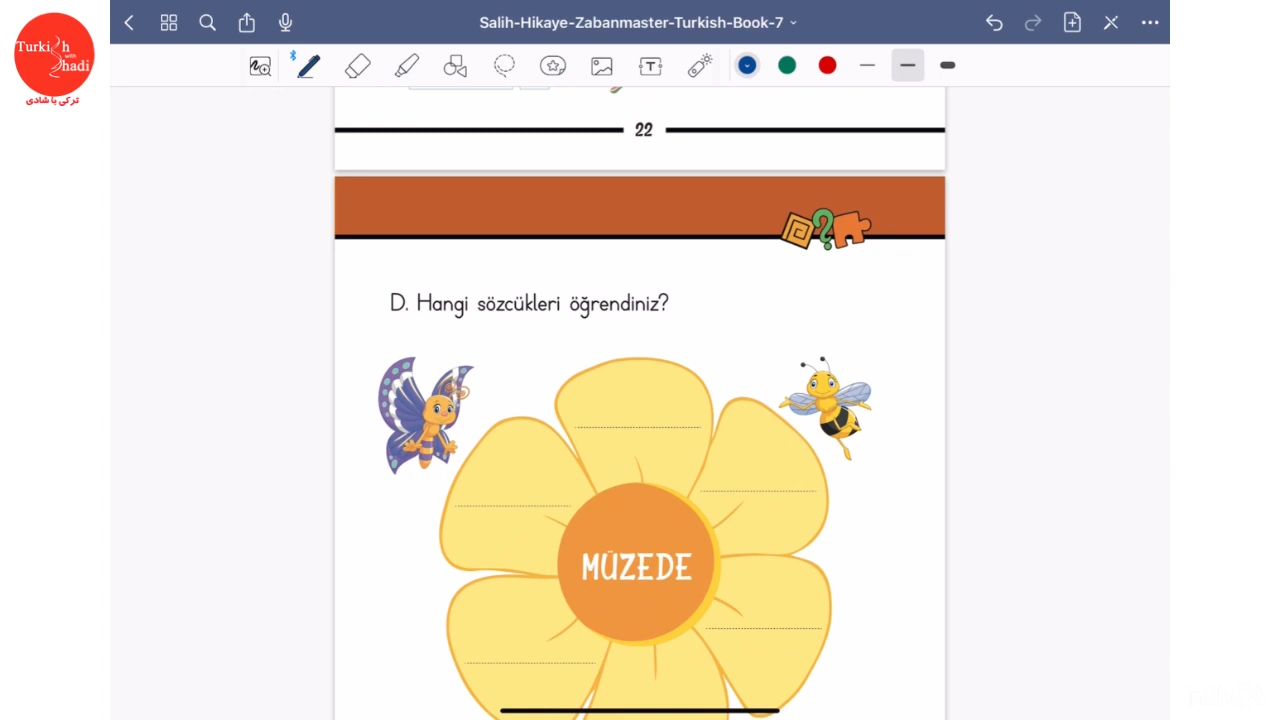 Salih-Hikaye-Zabanmaster-Turkish-Book-7
Turkish
with
Shadi
ترکی با شادی
22
D. Hangi sözcükleri öğrendiniz?
MÜZEDE